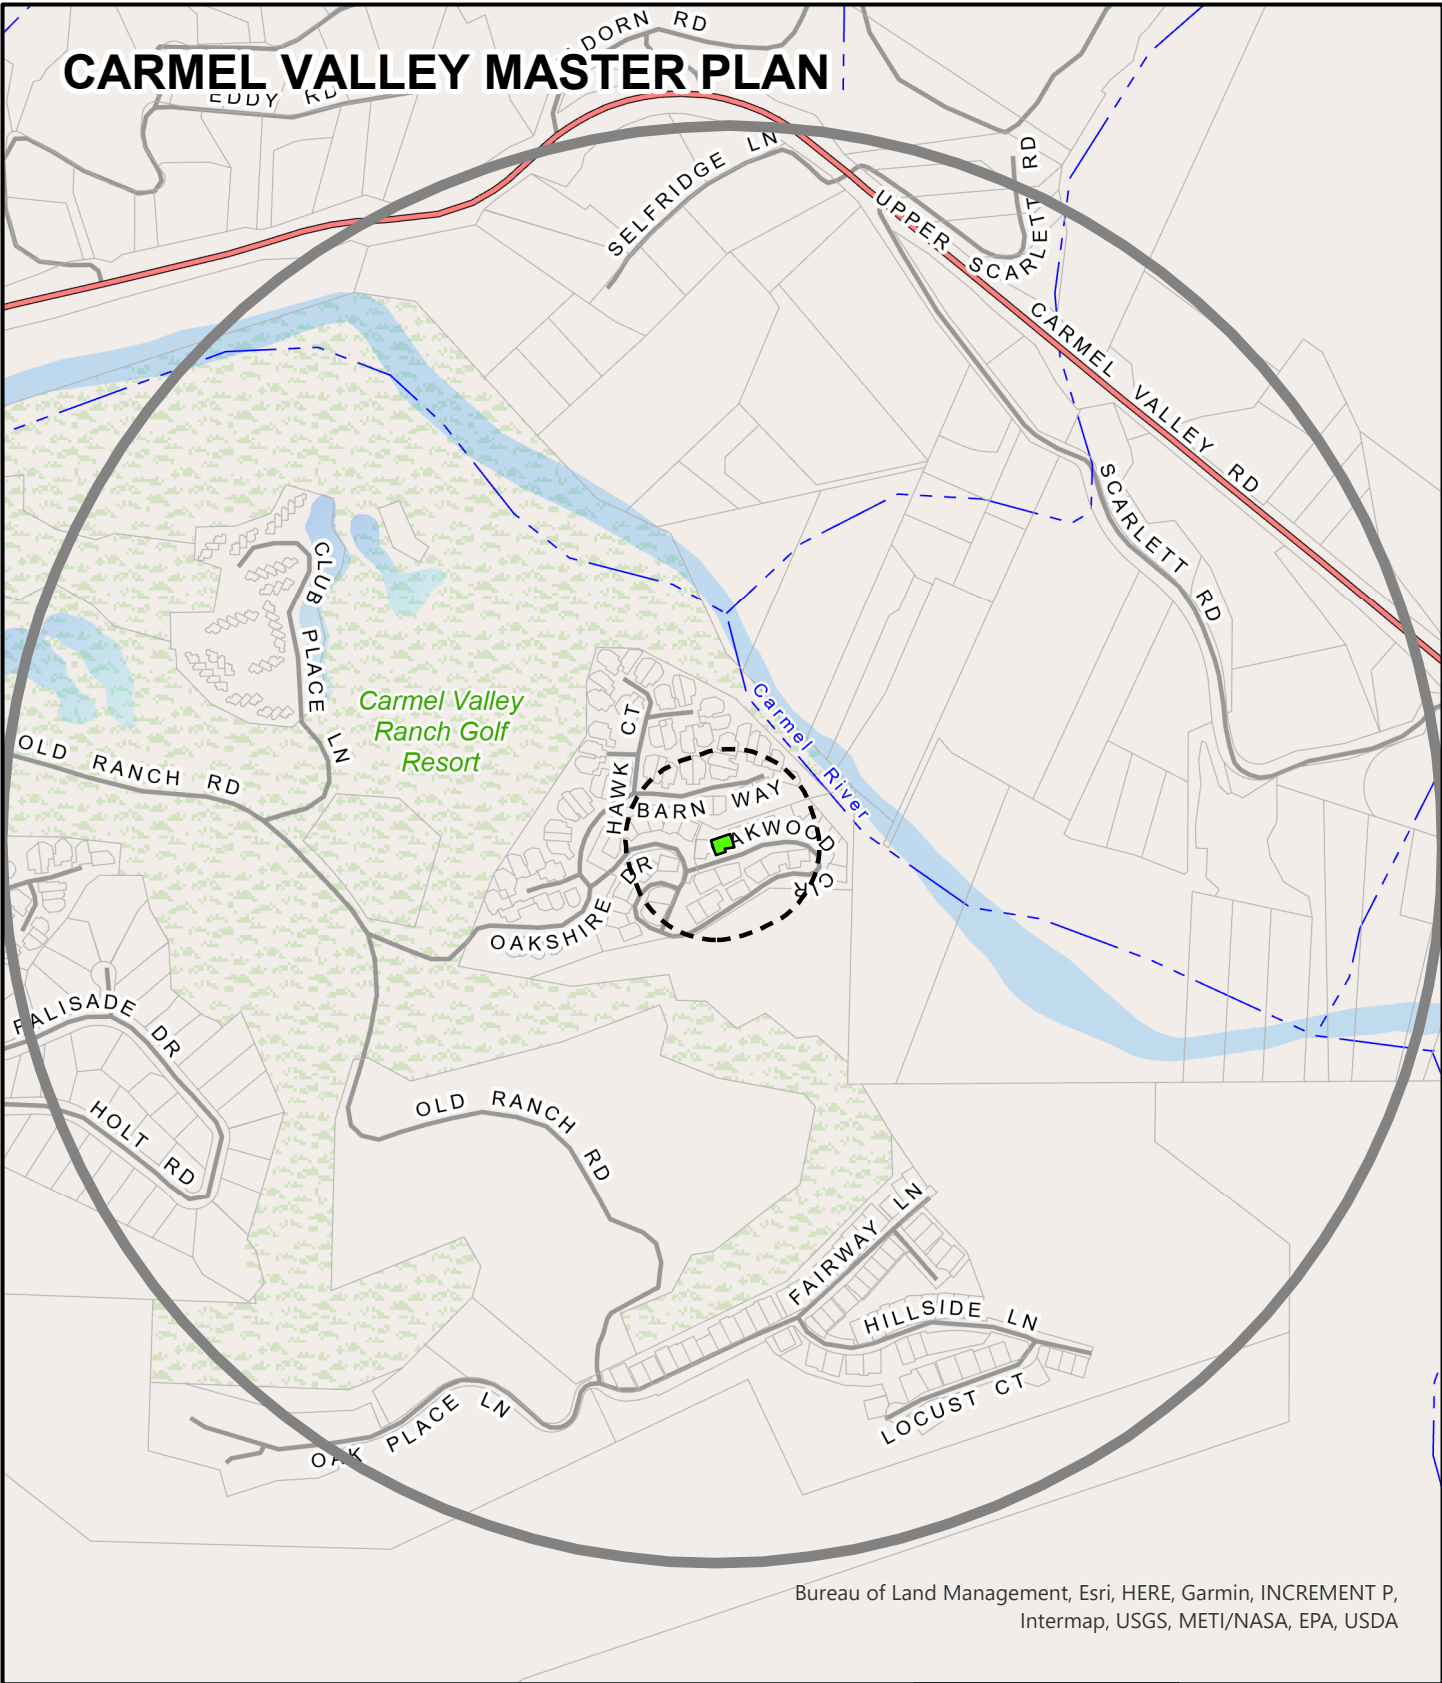 DORN RD
CARMEL VALLEY MASTER PLAN
EDDY RD
SELFRIDGE LN
UPPER SCARLETT RD
CARMEL VALLEY RD
SCARLETT RD
CLUB PLACE LN
Carmel Valley
Ranch Golf
Resort
Carmel River
OLD RANCH RD
HAWK CT
BARN WAY
AKWOOD CIR
OAKSHIRE DR
PALISADE DR
HOLT RD
OLD RANCH RD
FAIRWAY LN
HILLSIDE LN
LOCUST CT
OAK PLACE LN
Bureau of Land Management, Esri, HERE, Garmin, INCREMENT P,
Intermap, USGS, METI/NASA, EPA, USDA